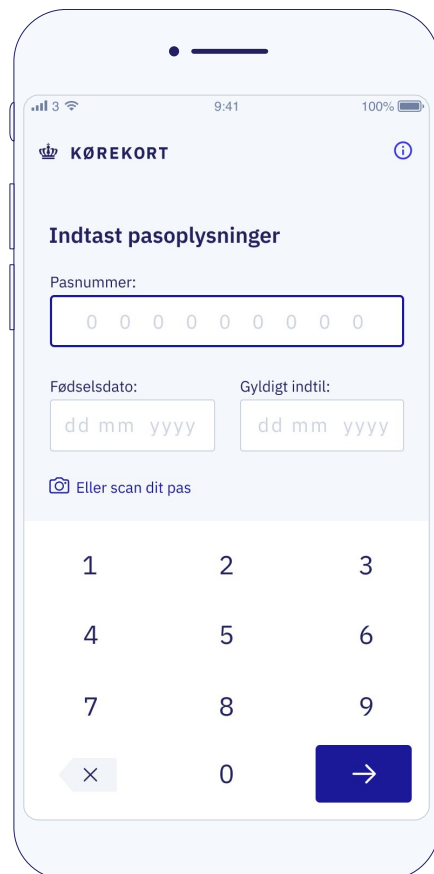 3 9:41 100%
KØREKORT
Indtast pasoplysninger
Pasnummer:
0 0 0 0 0 0 0 0 0
Fødselsdato: Gyldigt indtil:
dd mm yyyy dd mm yyyy
Eller scan dit pas
1 2 3
4 5 6
7 8 9
0